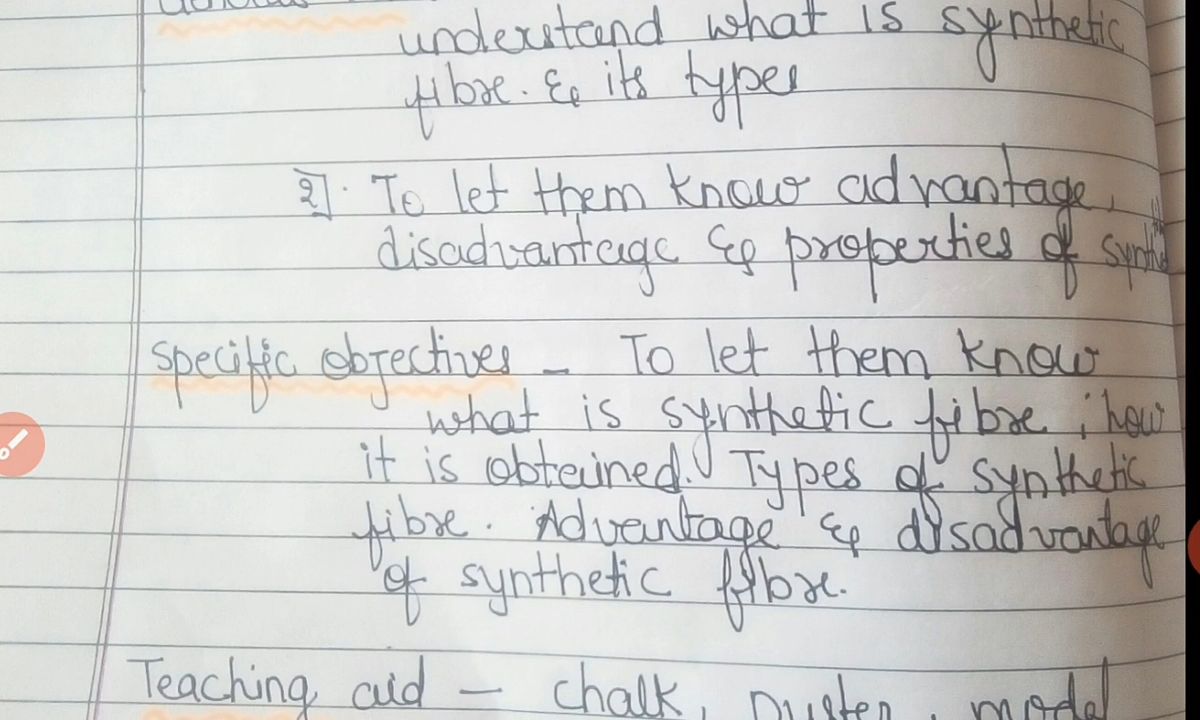 understand what is synthetic
fibre. & its types
2]. To let them know advantage,
disadvantage & properties of
Specific Objectives - To let them know
what is synthetic fibre, how
it is obtained. Types of synthetic
fibre. Advantage & disadvantage
of synthetic fibre.
Teaching aid - chalk, Duster, model